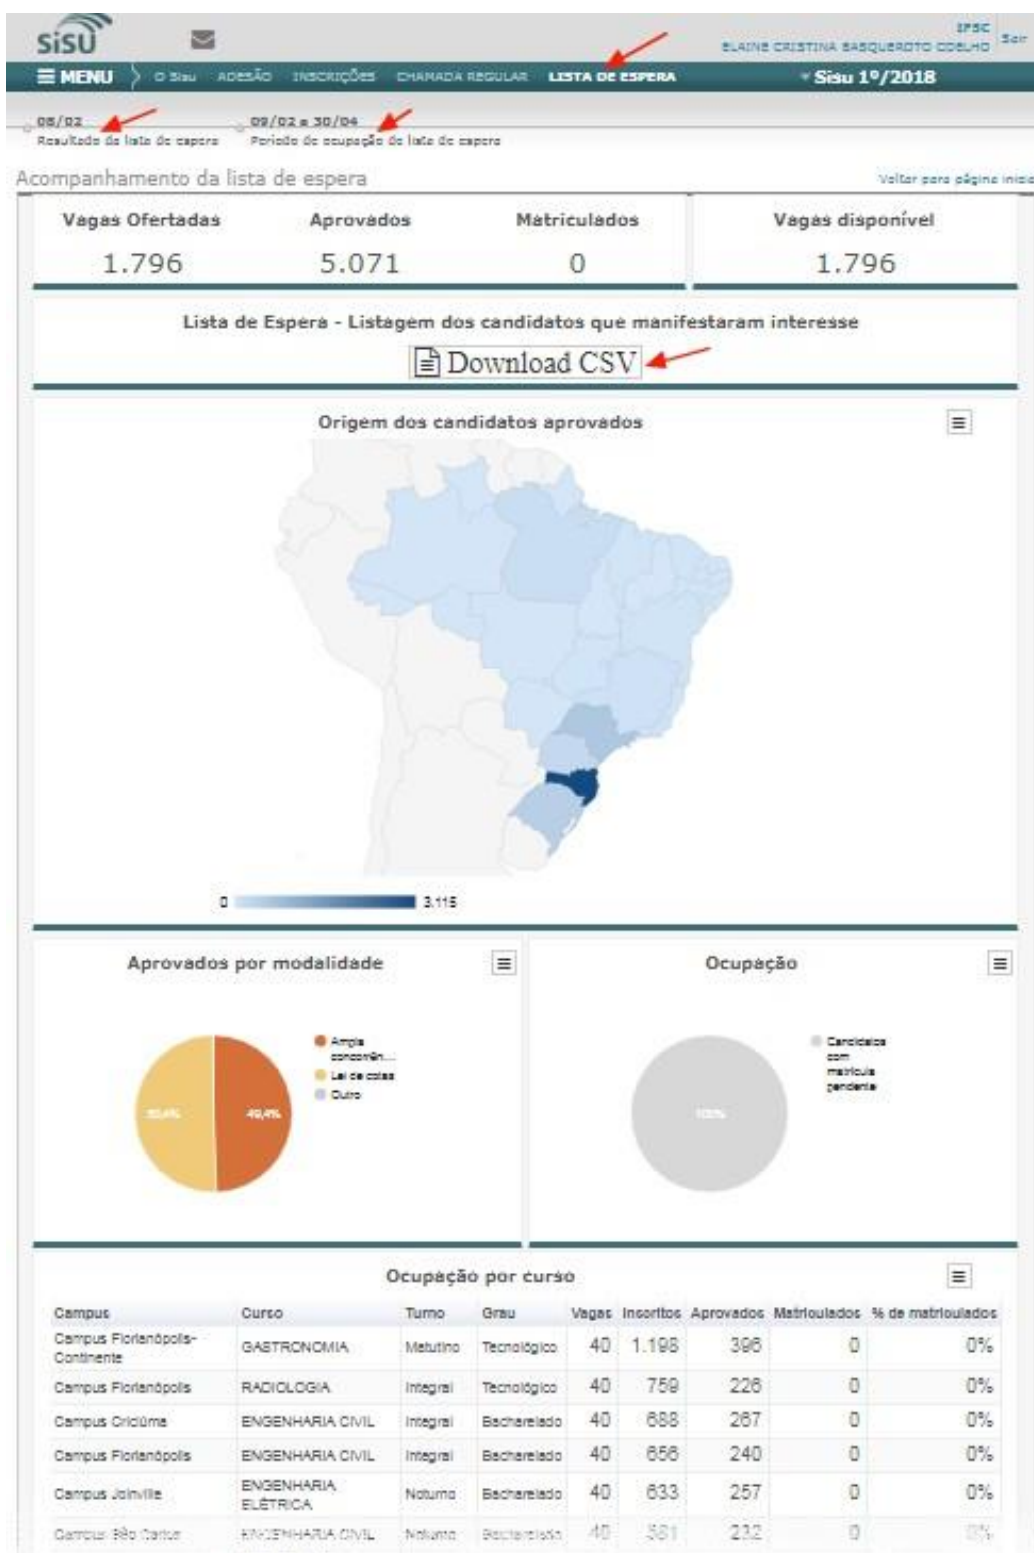 sisu
IFSC
ELAINE CRISTINA BASQUEROTO COELHO
Sair
MENU
O Sisu ADESÃO INSCRIÇÕES CHAMADA REGULAR LISTA DE ESPERA
Sisu 1º/2018
08/02
09/02 a 30/04
Resultado da lista de espera
Período de ocupação da lista de espera
Acompanhamento da lista de espera
Voltar para página inicia
Vagas Ofertadas Aprovados Matriculados Vagas disponível
1.796 5.071 0 1.796
Lista de Espera - Listagem dos candidatos que manifestaram interesse
Download CSV
Origem dos candidatos aprovados
0 3.115
Aprovados por modalidade
Ocupação
Ampla
concorrên...
Lei de cotas
Outro
49,4%
Candidatos
com
matrícula
pendente
100%
Ocupação por curso
Campus Curso Turno Grau Vagas Inscritos Aprovados Matriculados % de matriculados
Campus Florianópolis-
Continente
GASTRONOMIA Matutino Tecnológico 40 1.198 396 0 0%
Campus Florianópolis RADIOLOGIA Integral Tecnológico 40 759 226 0 0%
Campus Criciúma ENGENHARIA CIVIL Integral Bacharelado 40 688 267 0 0%
Campus Florianópolis ENGENHARIA CIVIL Integral Bacharelado 40 656 240 0 0%
Campus Joinville ENGENHARIA
ELÉTRICA
Noturno Bacharelado 40 633 257 0 0%
Campus São Carlos ENGENHARIA CIVIL Noturno Bacharelado 40 581 232 0 0%